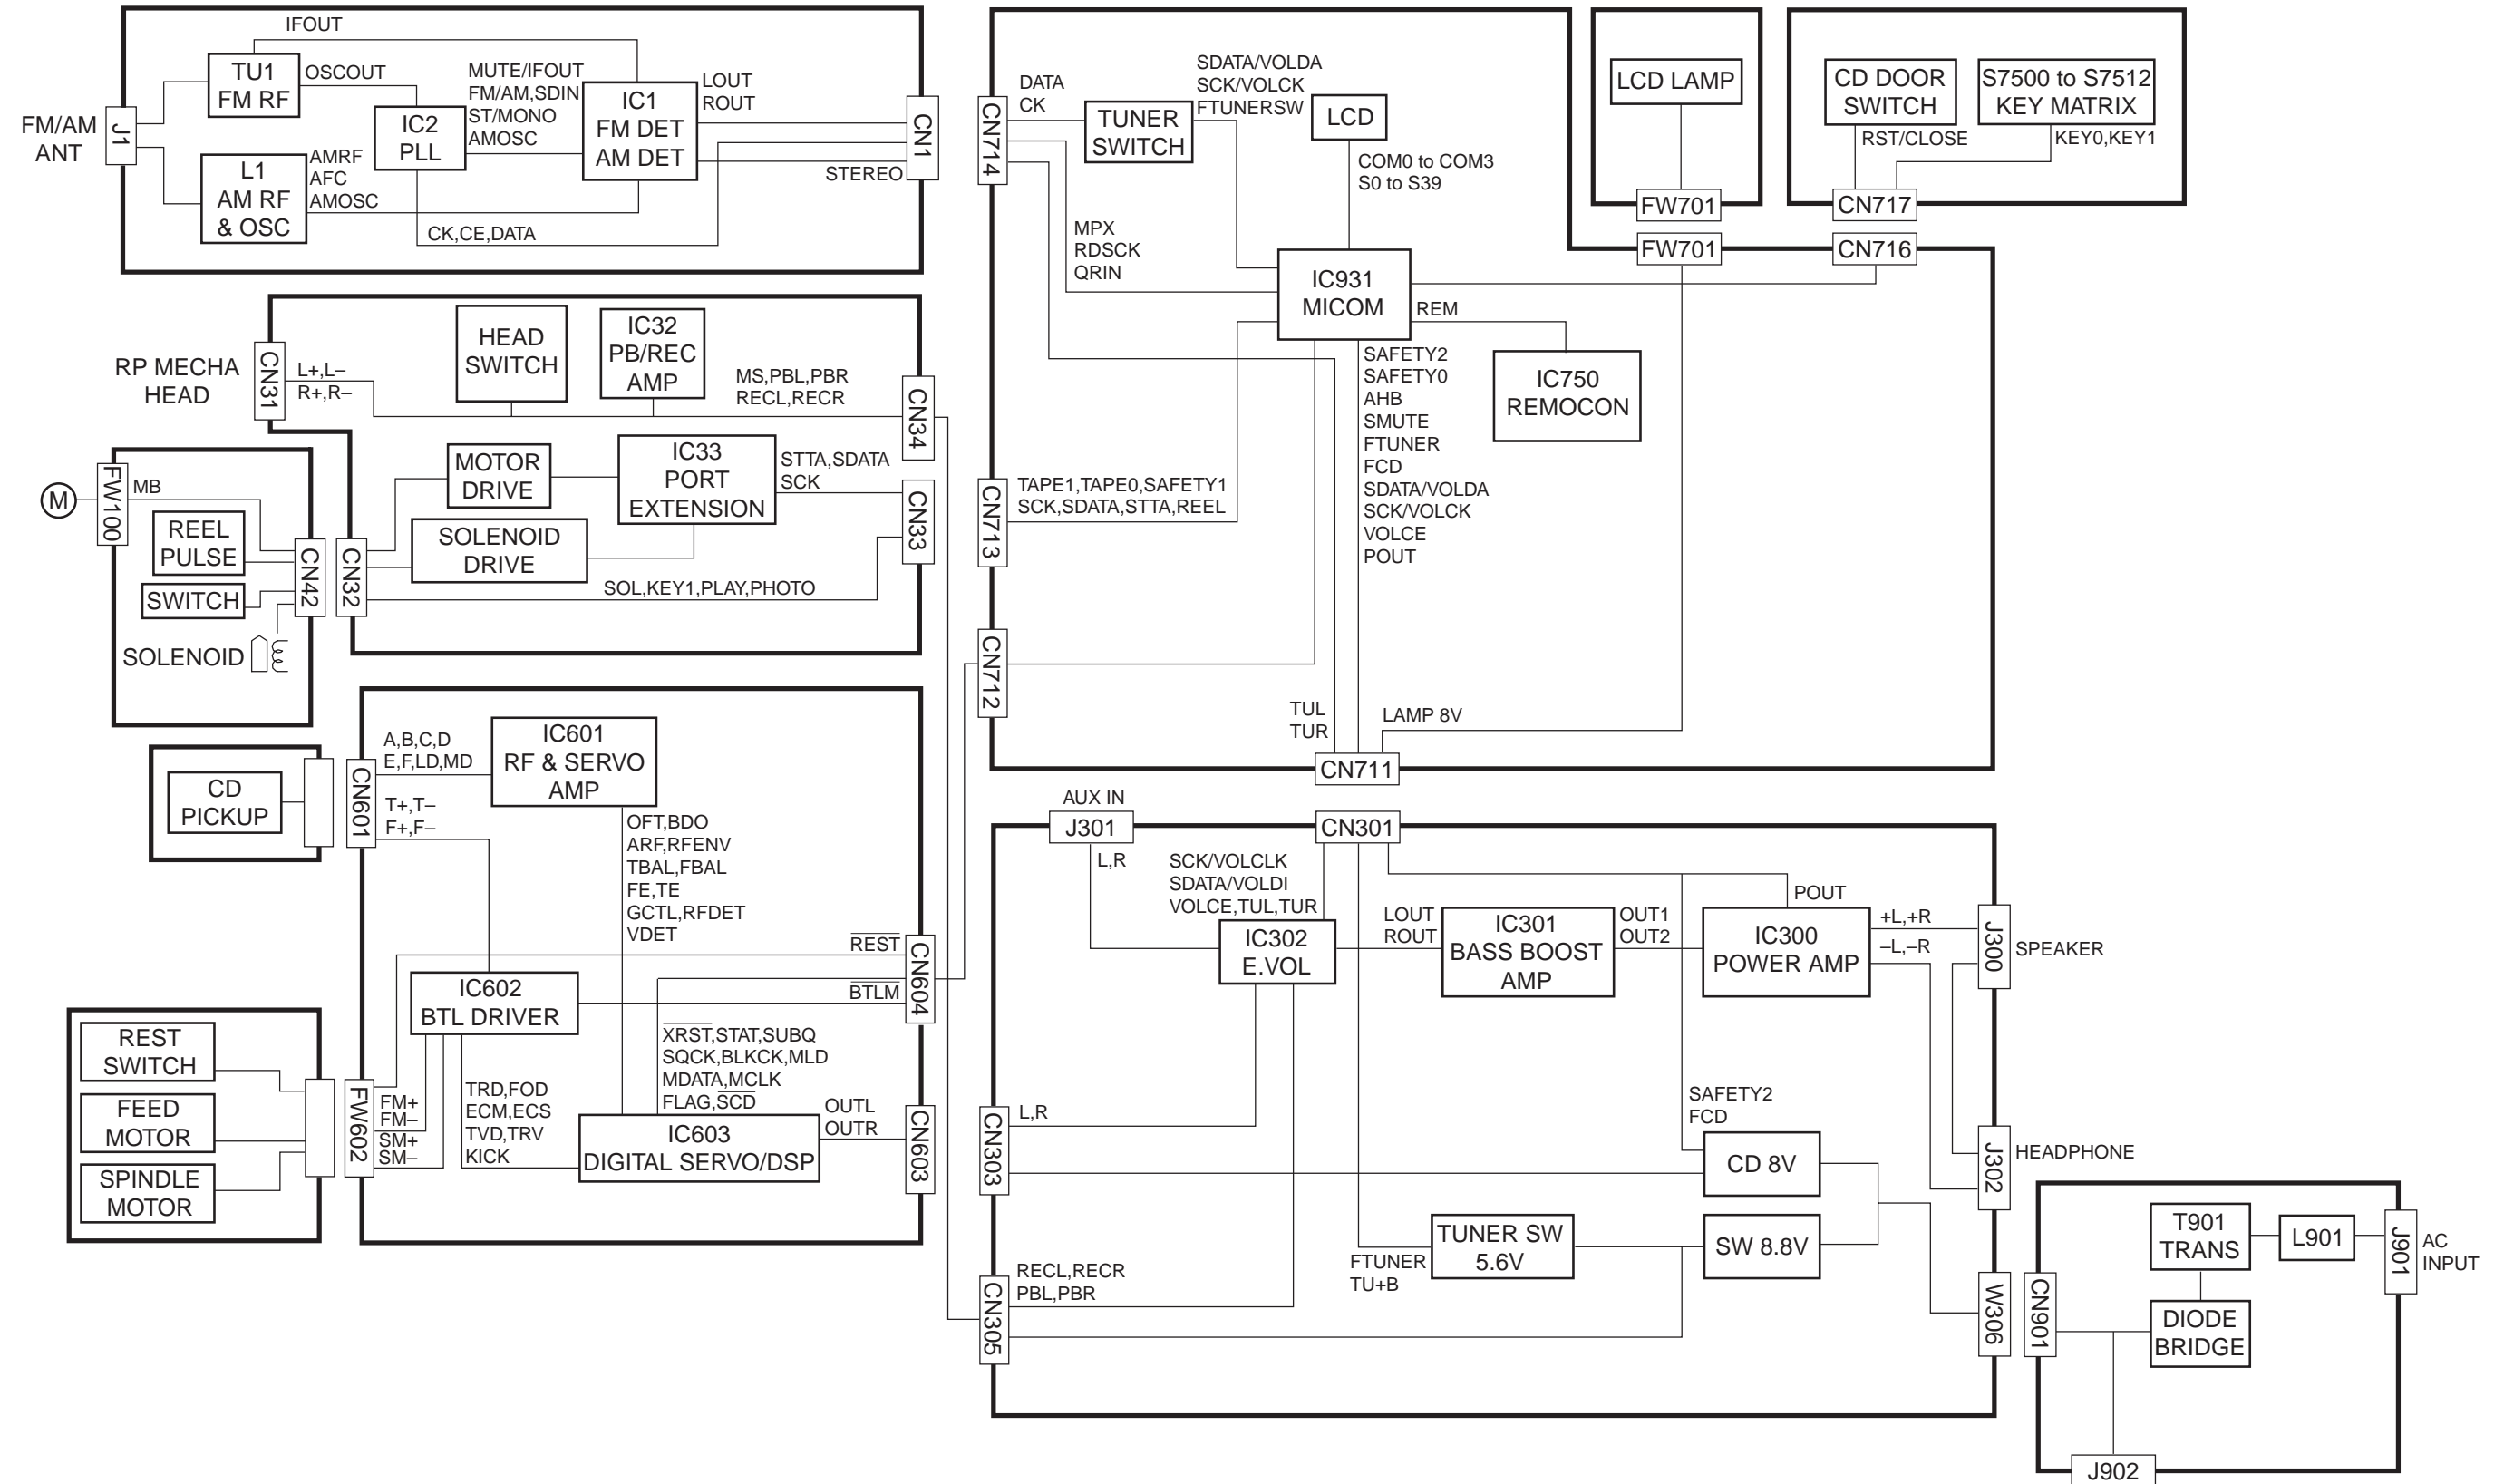 IFOUT
TU1
FM RF
OSCOUT
MUTE/IFOUT
FM/AM,SDIN
ST/MONO
AMOSC
IC1
FM DET
AM DET
LOUT
ROUT
FM/AM
ANT
J1
IC2
PLL
CN1
L1
AM RF
& OSC
AMRF
AFC
AMOSC
STEREO
CK,CE,DATA
RP MECHA
HEAD
CN31
L+,L–
R+,R–
HEAD
SWITCH
IC32
PB/REC
AMP
MS,PBL,PBR
RECL,RECR
CN34
MOTOR
DRIVE
IC33
PORT
EXTENSION
STTA,SDATA
SCK
CN33
SOLENOID
DRIVE
SOL,KEY1,PLAY,PHOTO
CN32
M
FW100
MB
REEL
PULSE
SWITCH
CN42
SOLENOID
CD
PICKUP
CN601
A,B,C,D
E,F,LD,MD
T+,T–
F+,F–
IC601
RF & SERVO
AMP
OFT,BDO
ARF,RFENV
TBAL,FBAL
FE,TE
GCTL,RFDET
VDET
REST
CN604
BTLM
IC602
BTL DRIVER
XRST,STAT,SUBQ
SQCK,BLKCK,MLD
MDATA,MCLK
FLAG,SCD
REST
SWITCH
FEED
MOTOR
SPINDLE
MOTOR
FW602
FM+
FM–
SM+
SM–
TRD,FOD
ECM,ECS
TVD,TRV
KICK
IC603
DIGITAL SERVO/DSP
OUTL
OUTR
CN603
CN714
DATA
CK
TUNER
SWITCH
SDATA/VOLDA
SCK/VOLCK
FTUNERSW
LCD
COM0 to COM3
S0 to S39
MPX
RDSCK
QRIN
IC931
MICOM
REM
IC750
REMOCON
SAFETY2
SAFETY0
AHB
SMUTE
FTUNER
FCD
SDATA/VOLDA
SCK/VOLCK
VOLCE
POUT
CN713
TAPE1,TAPE0,SAFETY1
SCK,SDATA,STTA,REEL
CN712
TUL
TUR
LAMP 8V
CN711
LCD LAMP
FW701
FW701
CD DOOR
SWITCH
S7500 to S7512
KEY MATRIX
RST/CLOSE
KEY0,KEY1
CN717
CN716
AUX IN
J301
L,R
CN301
SCK/VOLCLK
SDATA/VOLDI
VOLCE,TUL,TUR
IC302
E.VOL
LOUT
ROUT
IC301
BASS BOOST
AMP
OUT1
OUT2
POUT
IC300
POWER AMP
+L,+R
–L,–R
J300
SPEAKER
CN303
L,R
SAFETY2
FCD
CD 8V
J302
HEADPHONE
FTUNER
TU+B
TUNER SW
5.6V
SW 8.8V
W306
CN305
RECL,RECR
PBL,PBR
CN901
T901
TRANS
L901
J901
AC
INPUT
DIODE
BRIDGE
J902